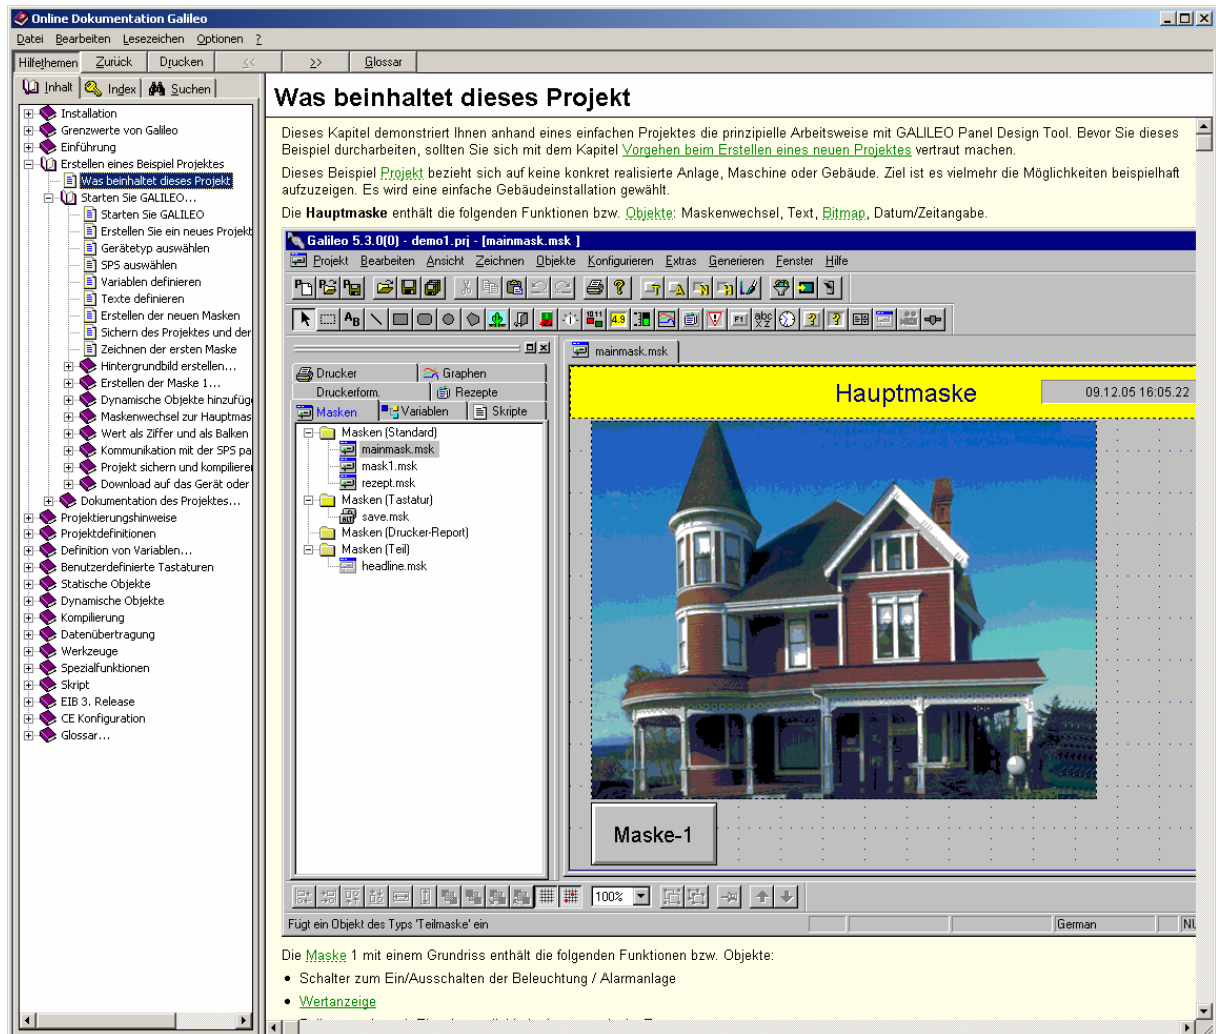 Online Dokumentation Galileo
Datei Bearbeiten Lesezeichen Optionen ?
Hilfethemen Zurück Drucken << >> Glossar
Inhalt Index Suchen
Installation
Grenzwerte von Galileo
Einführung
Erstellen eines Beispiel Projektes
Was beinhaltet dieses Projekt
Starten Sie GALILEO...
Starten Sie GALILEO
Erstellen Sie ein neues Projekt
Gerätetyp auswählen
SPS auswählen
Variablen definieren
Texte definieren
Erstellen der neuen Masken
Sichern des Projektes und der
Zeichnen der ersten Maske
Hintergrundbild erstellen...
Erstellen der Maske 1...
Dynamische Objekte hinzufüg
Maskenwechsel zur Hauptmas
Wert als Ziffer und als Balken
Kommunikation mit der SPS pa
Projekt sichern und kompiliere
Download auf das Gerät oder
Dokumentation des Projektes...
Projektierungshinweise
Projektdefinitionen
Definition von Variablen...
Benutzerdefinierte Tastaturen
Statische Objekte
Dynamische Objekte
Kompilierung
Datenübertragung
Werkzeuge
Spezialfunktionen
Skript
EIB 3. Release
CE Konfiguration
Glossar...
Was beinhaltet dieses Projekt
Dieses Kapitel demonstriert Ihnen anhand eines einfachen Projektes die prinzipielle Arbeitsweise mit GALILEO Panel Design Tool. Bevor Sie dieses
Beispiel durcharbeiten, sollten Sie sich mit dem Kapitel Vorgehen beim Erstellen eines neuen Projektes vertraut machen.
Dieses Beispiel Projekt bezieht sich auf keine konkret realisierte Anlage, Maschine oder Gebäude. Ziel ist es vielmehr die Möglichkeiten beispielhaft
aufzuzeigen. Es wird eine einfache Gebäudeinstallation gewählt.
Die Hauptmaske enthält die folgenden Funktionen bzw. Objekte: Maskenwechsel, Text, Bitmap, Datum/Zeitangabe.
Galileo 5.3.0(0) - demo1.prj - [mainmask.msk ]
Projekt Bearbeiten Ansicht Zeichnen Objekte Konfigurieren Extras Generieren Fenster Hilfe
mainmask.msk
Drucker Graphen
Druckerform. Rezepte
Masken Variablen Skripte
Masken (Standard)
mainmask.msk
mask1.msk
rezept.msk
Masken (Tastatur)
save.msk
Masken (Drucker-Report)
Masken (Teil)
headline.msk
Hauptmaske 09.12.05 16:05.22
Maske-1
100%
Fügt ein Objekt des Typs 'Teilmaske' ein German NU
Die Maske 1 mit einem Grundriss enthält die folgenden Funktionen bzw. Objekte:
• Schalter zum Ein/Ausschalten der Beleuchtung / Alarmanlage
• Wertanzeige